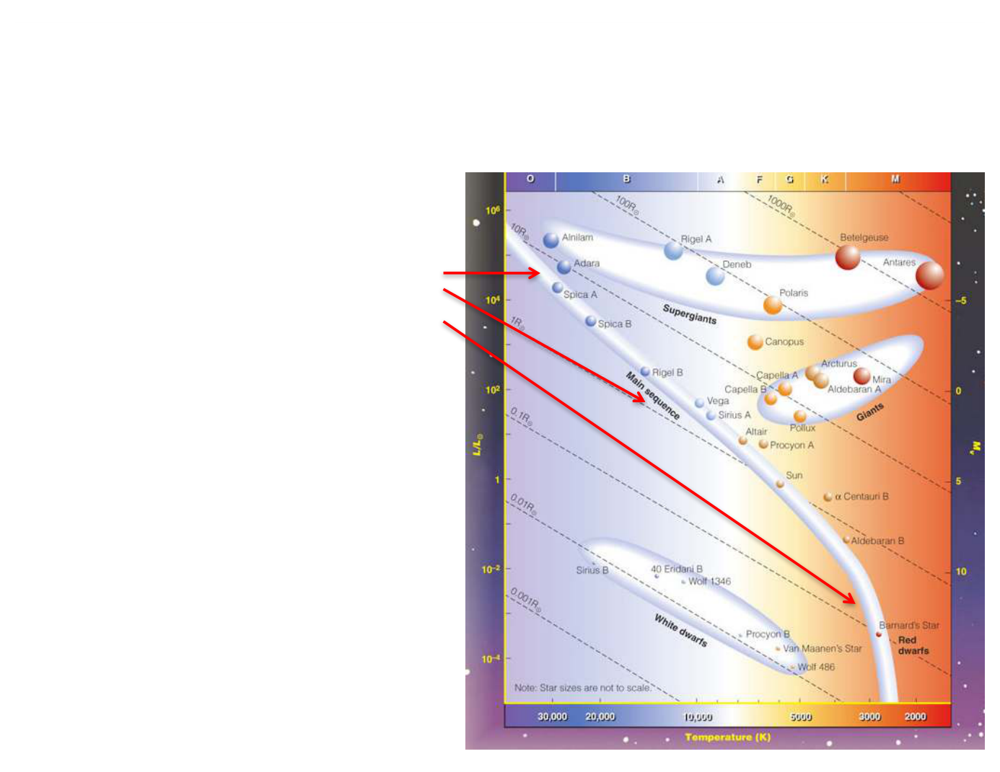 O B A F G K M
100R☉
1000R☉
10⁶
10R☉
Alnilam
Rigel A
Betelgeuse
Adara
Deneb
Antares
Spica A
Polaris
10⁴
–5
Supergiants
1R☉
Spica B
Canopus
Arcturus
Rigel B
Capella A
Mira
Main sequence
Capella B
Aldebaran A
10²
0
Vega
Giants
0.1R☉
Sirius A
Pollux
Altair
Procyon A
L/L☉
Mᵥ
Sun
1
5
0.01R☉
α Centauri B
Aldebaran B
Sirius B
40 Eridani B
10⁻²
10
Wolf 1346
0.001R☉
White dwarfs
Barnard's Star
Procyon B
Red
dwarfs
Van Maanen's Star
10⁻⁴
Wolf 486
Note: Star sizes are not to scale.
30,000 20,000 10,000 5000 3000 2000
Temperature (K)